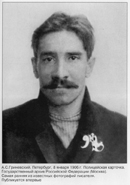 А.С.Гриневский. Петербург. 8 января 1906 г. (Полицейская карточка.
Государственный архив Российской Федерации (Москва).
Самая ранняя из известных фотографий писателя.
Публикуется впервые